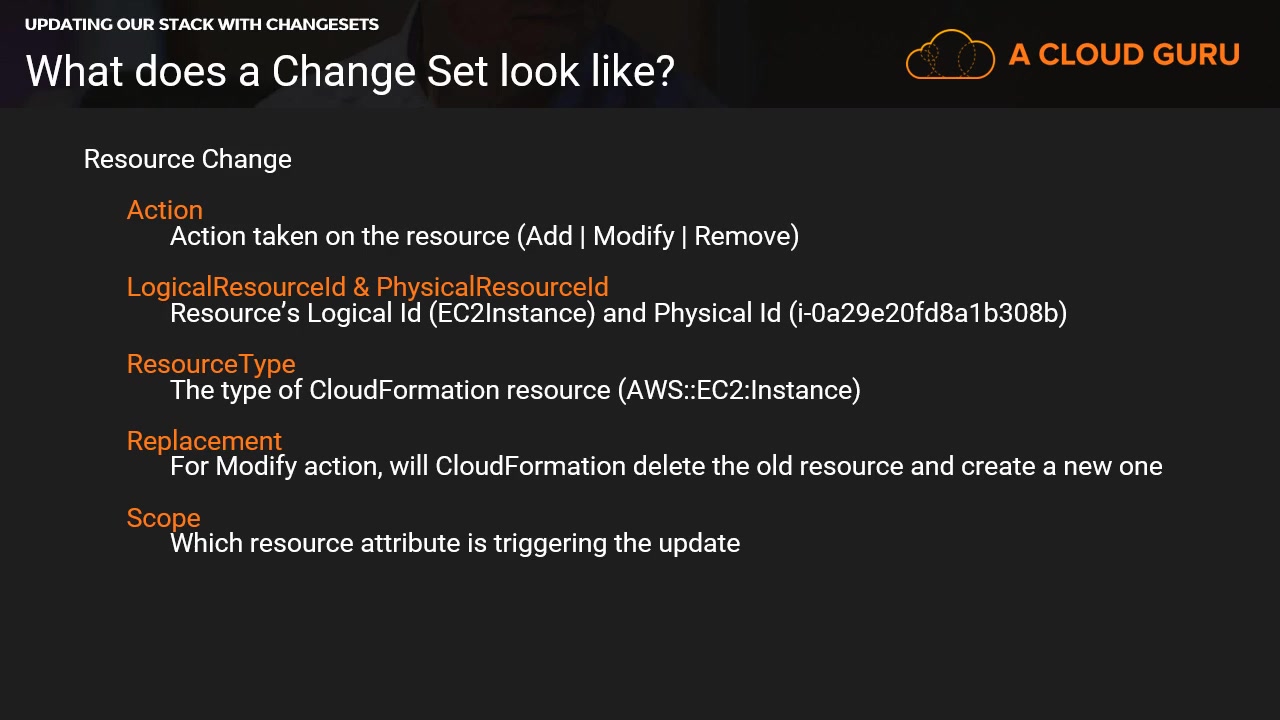 UPDATING OUR STACK WITH CHANGESETS
What does a Change Set look like?
A CLOUD GURU
Resource Change
Action
Action taken on the resource (Add | Modify | Remove)
LogicalResourceId & PhysicalResourceId
Resource's Logical Id (EC2Instance) and Physical Id (i-0a29e20fd8a1b308b)
ResourceType
The type of CloudFormation resource (AWS::EC2:Instance)
Replacement
For Modify action, will CloudFormation delete the old resource and create a new one
Scope
Which resource attribute is triggering the update